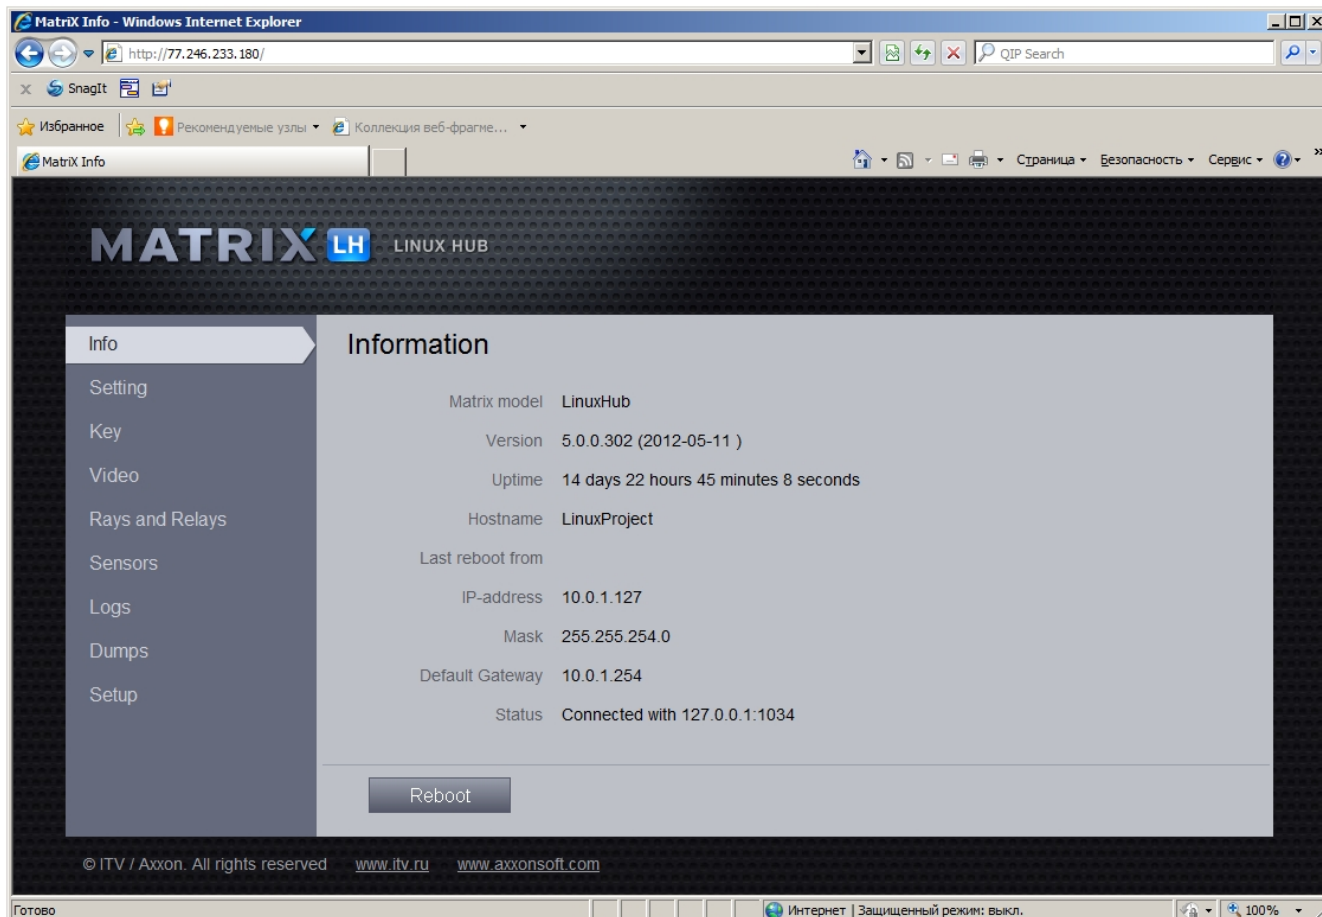 MatriX Info - Windows Internet Explorer
http://77.246.233.180/
QIP Search
x SnagIt
Избранное Рекомендуемые узлы Коллекция веб-фрагме...
MatriX Info Страница Безопасность Сервис »
MATRIX LH LINUX HUB
Info
Setting
Key
Video
Rays and Relays
Sensors
Logs
Dumps
Setup
Information
Matrix model LinuxHub
Version 5.0.0.302 (2012-05-11 )
Uptime 14 days 22 hours 45 minutes 8 seconds
Hostname LinuxProject
Last reboot from
IP-address 10.0.1.127
Mask 255.255.254.0
Default Gateway 10.0.1.254
Status Connected with 127.0.0.1:1034
Reboot
© ITV / Axxon. All rights reserved www.itv.ru www.axxonsoft.com
Готово Интернет | Защищенный режим: выкл. 100%